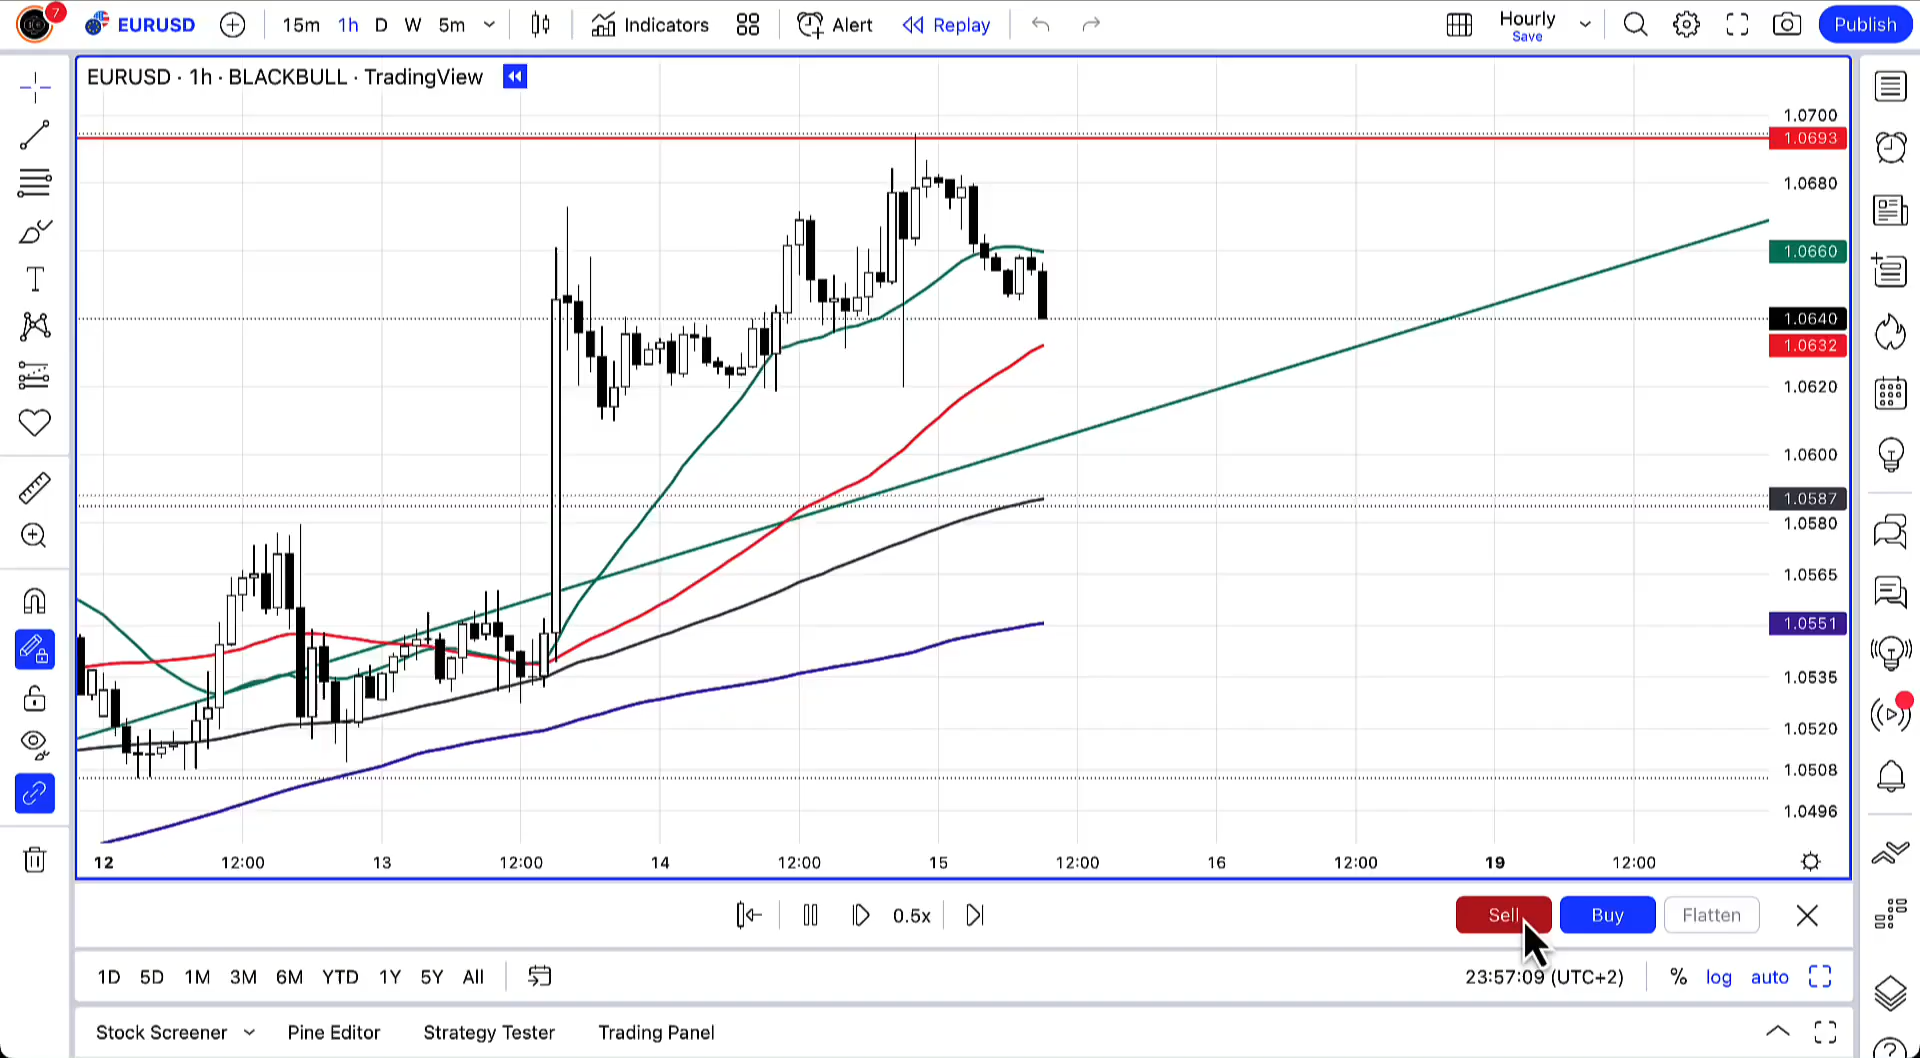 7
EURUSD
15m 1h D W 5m
Indicators
Alert
Replay
Hourly
Save
Publish
EURUSD · 1h · BLACKBULL · TradingView
1.0700
1.0693
1.0680
1.0660
1.0640
1.0632
1.0620
1.0600
1.0587
1.0580
1.0565
1.0551
1.0535
1.0520
1.0508
1.0496
12 12:00 13 12:00 14 12:00 15 12:00 16 12:00 19 12:00
0.5x
Sell Buy Flatten
1D 5D 1M 3M 6M YTD 1Y 5Y All
23:57:09 (UTC+2) % log auto
Stock Screener Pine Editor Strategy Tester Trading Panel